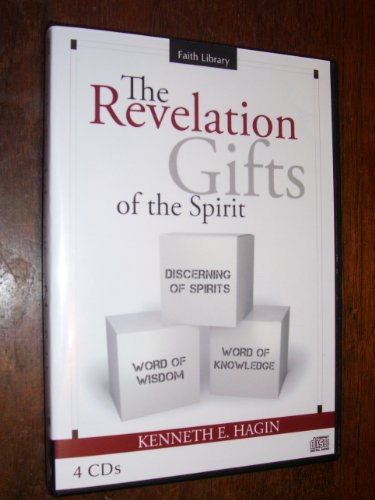 Faith Library
The
Revelation
Gifts
of the Spirit
DISCERNING
OF SPIRITS
WORD OF
WISDOM
WORD OF
KNOWLEDGE
KENNETH E. HAGIN
4 CDs